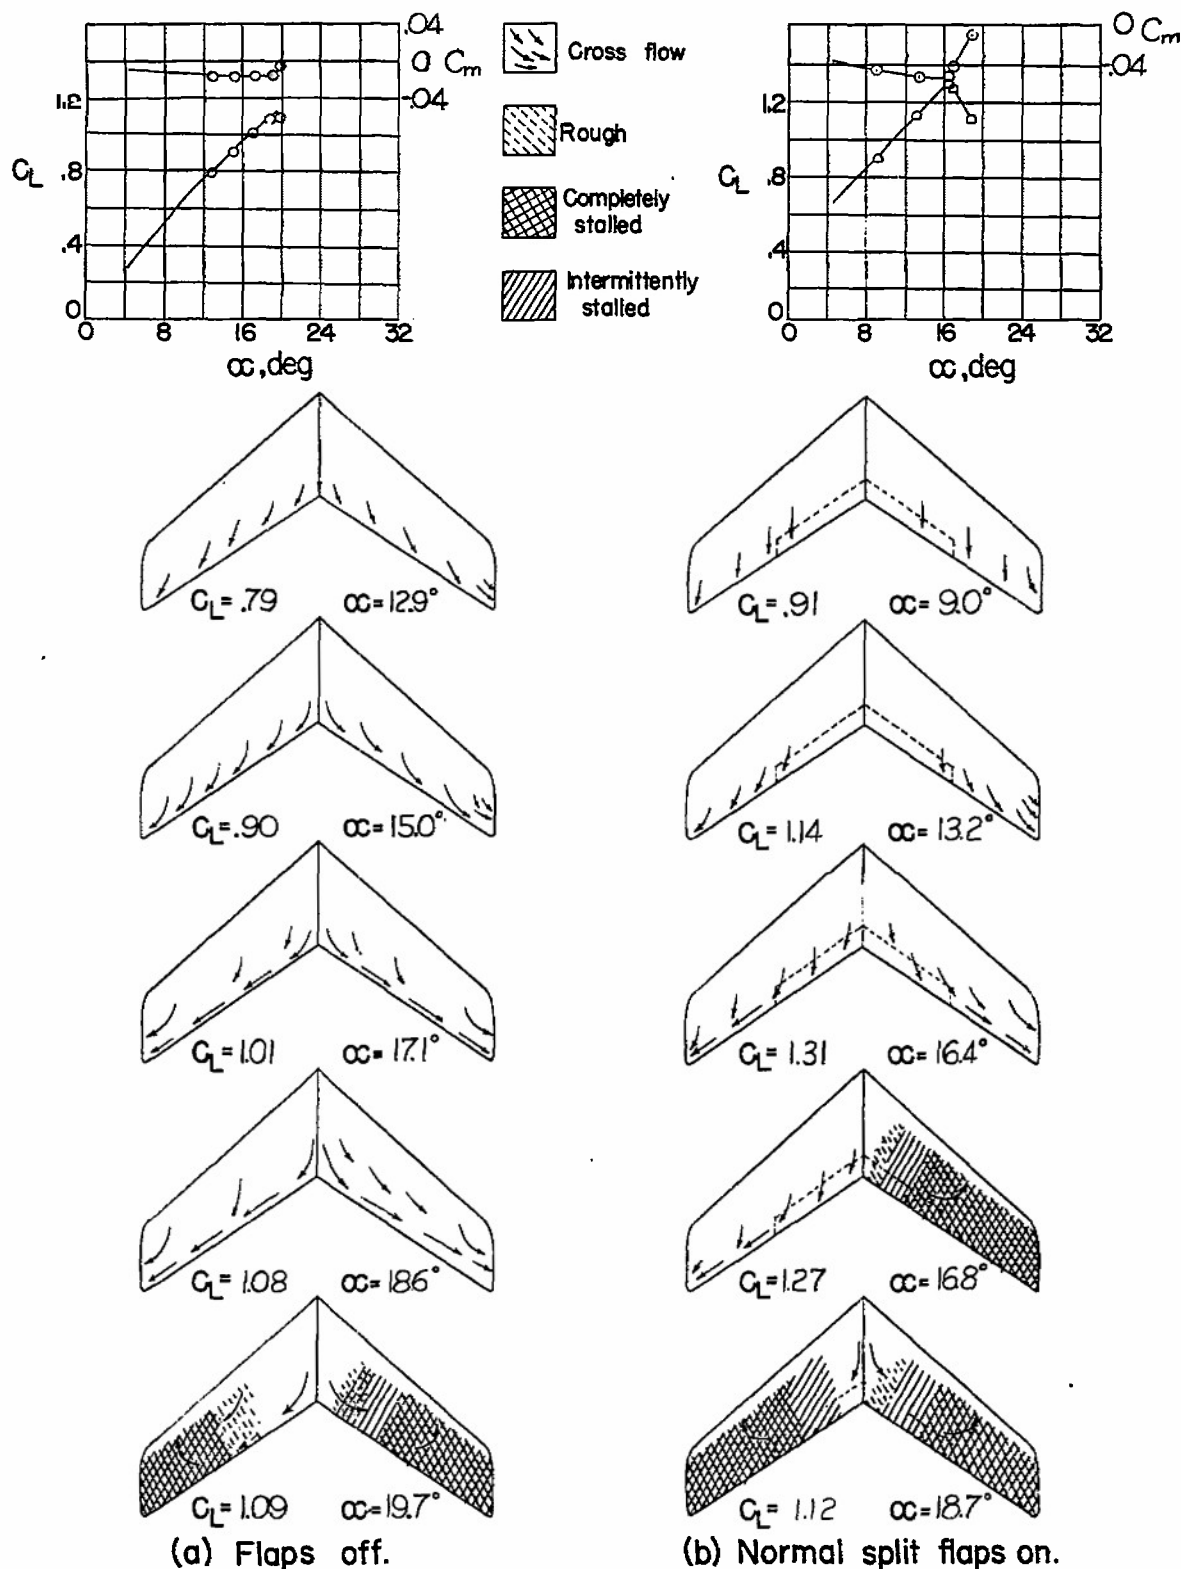 .04
0 Cm
.04
1.2
CL .8
.4
0
0 8 16 24 32
α, deg
Cross flow
Rough
Completely
stalled
Intermittently
stalled
0 Cm
.04
1.2
CL .8
.4
0
0 8 16 24 32
α, deg
CL = .79 α = 12.9°
CL = .90 α = 15.0°
CL = 1.01 α = 17.1°
CL = 1.08 α = 18.6°
CL = 1.09 α = 19.7°
(a) Flaps off.
CL = .91 α = 9.0°
CL = 1.14 α = 13.2°
CL = 1.31 α = 16.4°
CL = 1.27 α = 16.8°
CL = 1.12 α = 18.7°
(b) Normal split flaps on.